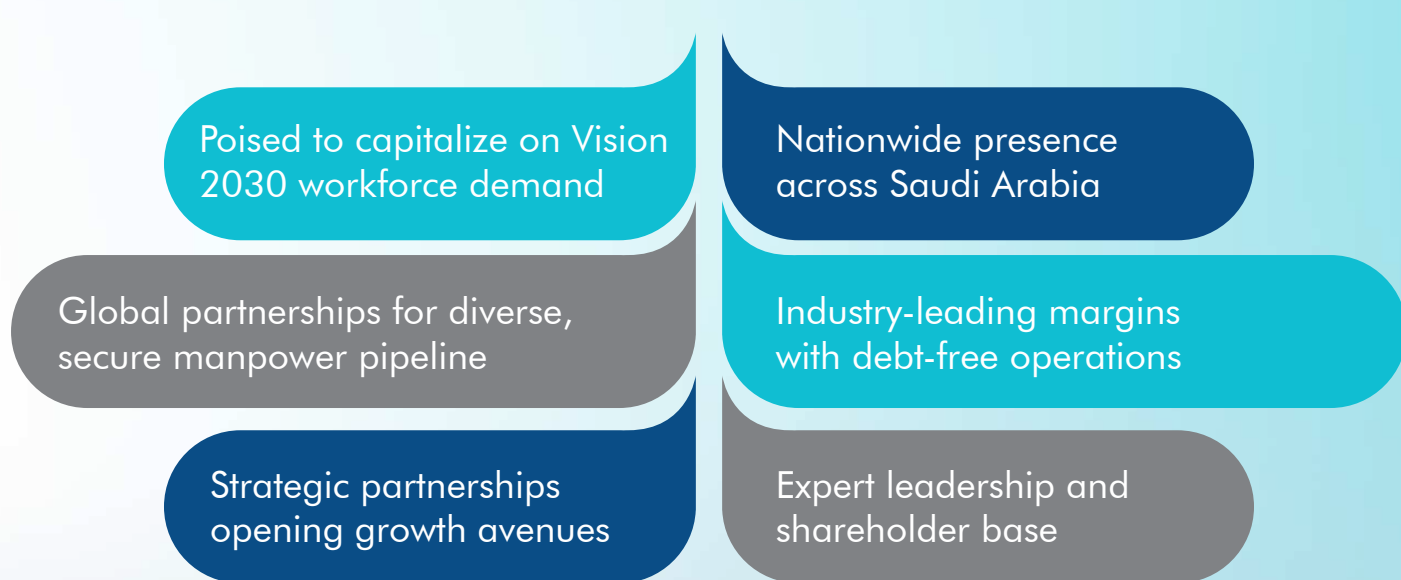 Poised to capitalize on Vision
2030 workforce demand
Nationwide presence
across Saudi Arabia
Global partnerships for diverse,
secure manpower pipeline
Industry-leading margins
with debt-free operations
Strategic partnerships
opening growth avenues
Expert leadership and
shareholder base